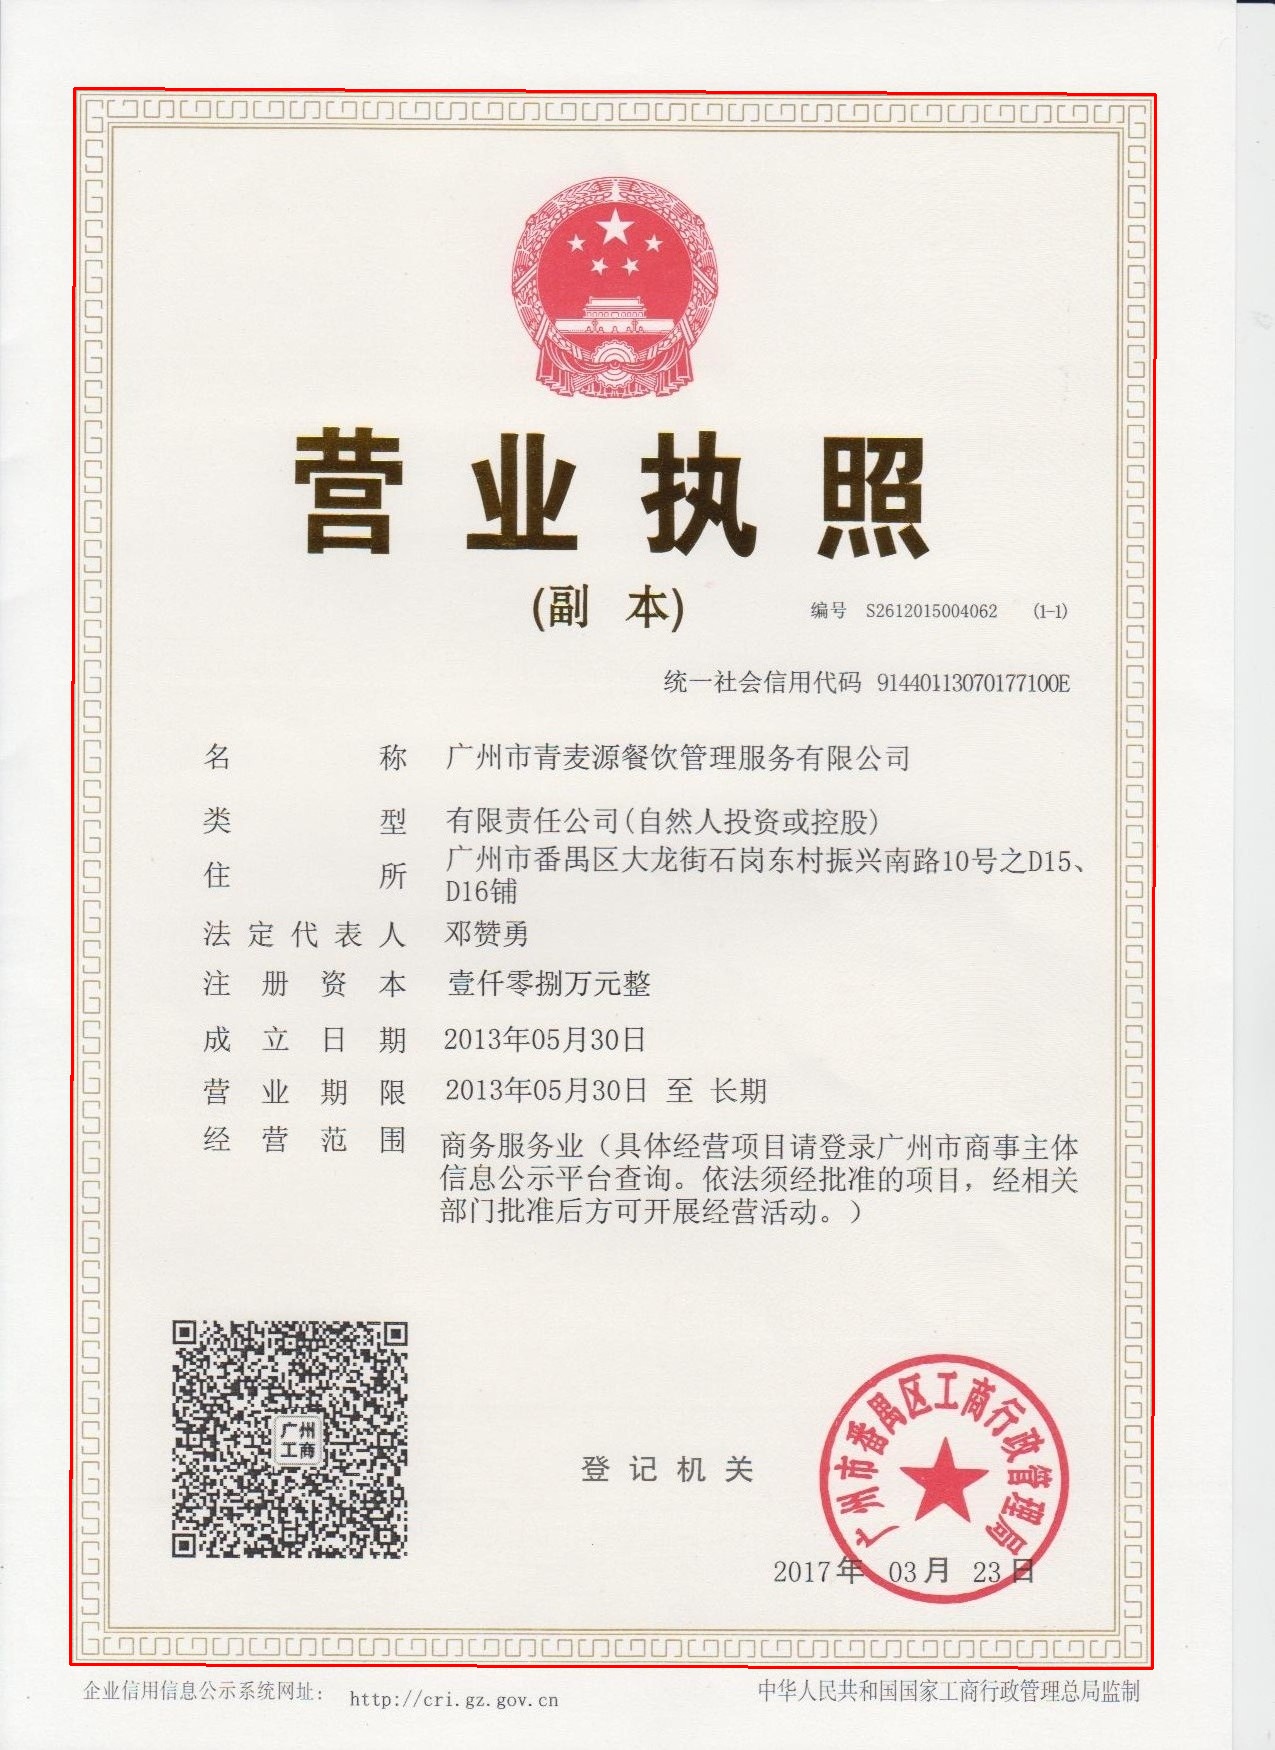 营业执照
(副 本)
编号 S2612015004062 (1-1)
统一社会信用代码 91440113070177100E
名称 广州市青麦源餐饮管理服务有限公司
类型 有限责任公司(自然人投资或控股)
住所 广州市番禺区大龙街石岗东村振兴南路10号之D15、
D16铺
法定代表人 邓赞勇
注册资本 壹仟零捌万元整
成立日期 2013年05月30日
营业期限 2013年05月30日 至 长期
经营范围 商务服务业（具体经营项目请登录广州市商事主体
信息公示平台查询。依法须经批准的项目，经相关
部门批准后方可开展经营活动。）
广州
工商
登记机关
广州市番禺区工商行政管理局
2017年 03月 23日
企业信用信息公示系统网址： http://cri.gz.gov.cn
中华人民共和国国家工商行政管理总局监制